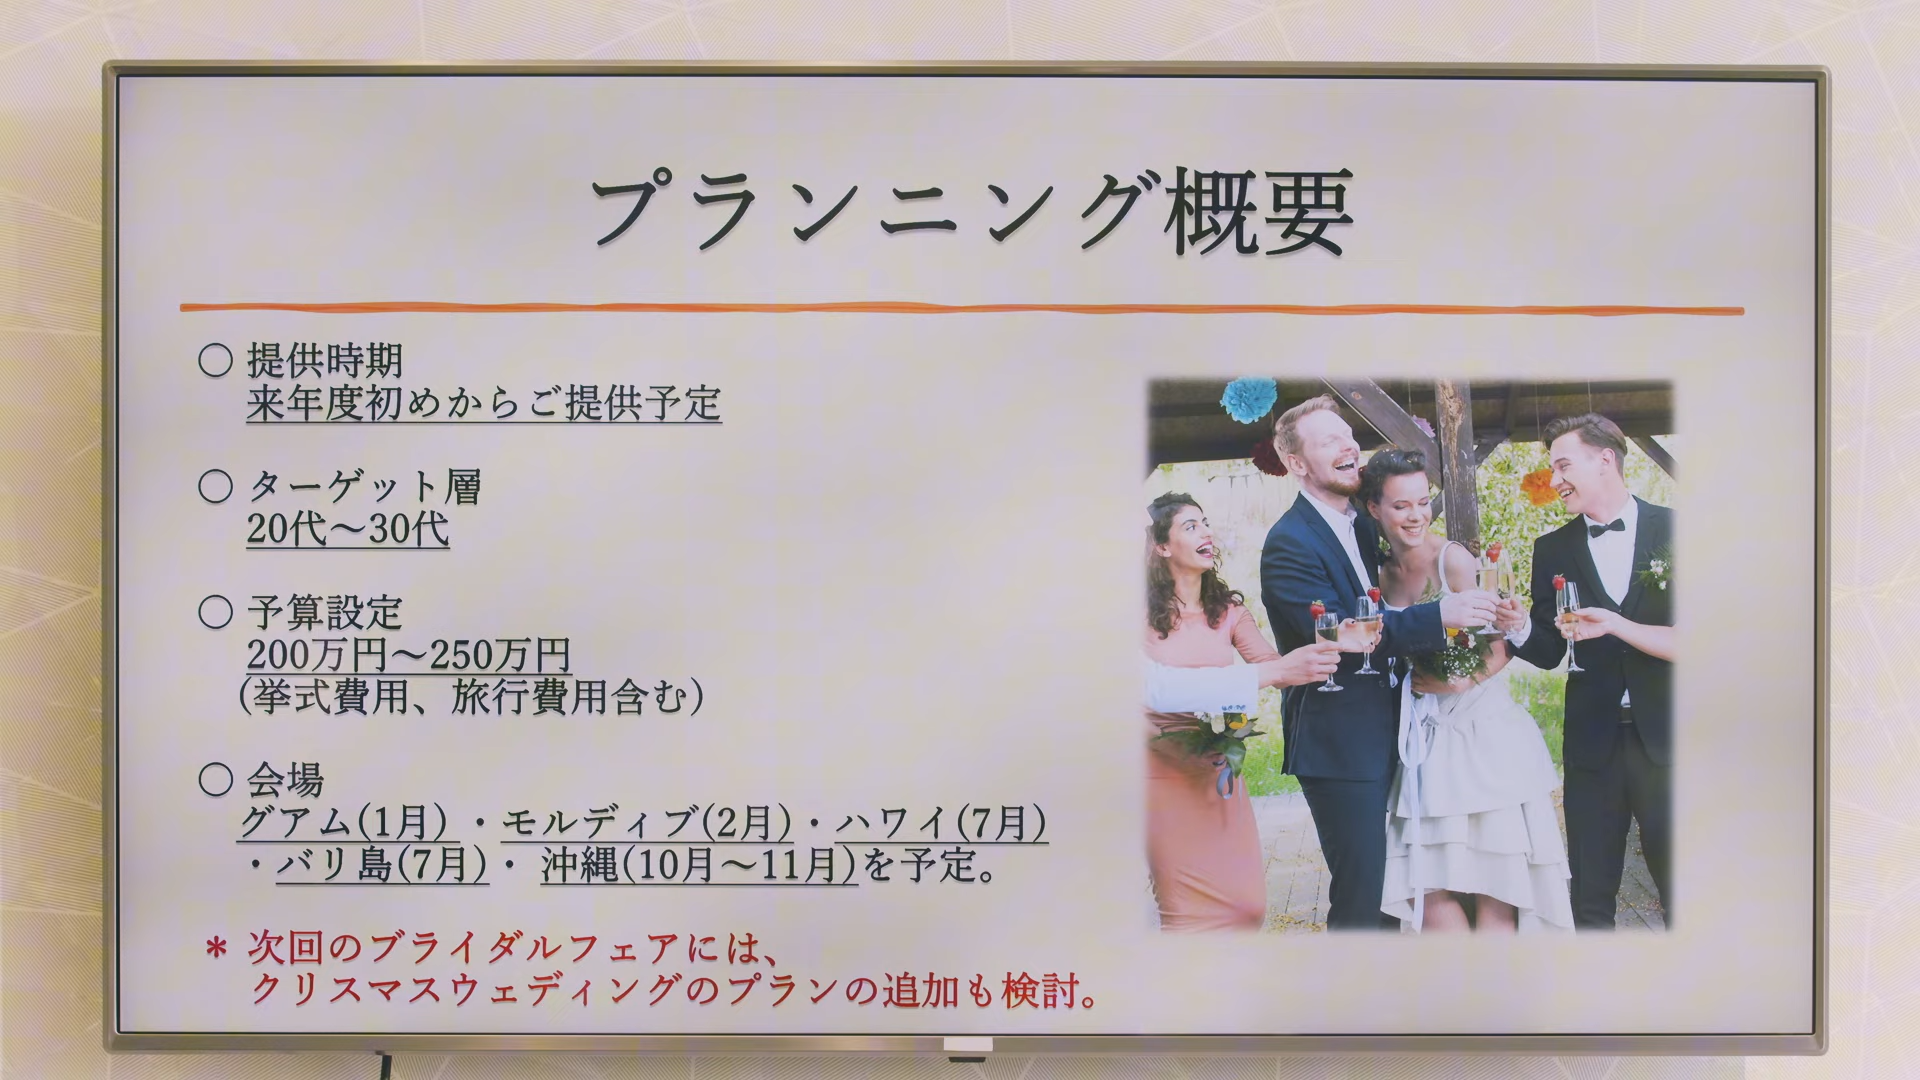 プランニング概要
○ 提供時期
来年度初めからご提供予定
○ ターゲット層
20代～30代
○ 予算設定
200万円～250万円
(挙式費用、旅行費用含む)
○ 会場
グアム(1月)・モルディブ(2月)・ハワイ(7月)
・バリ島(7月)・ 沖縄(10月～11月)を予定。
* 次回のブライダルフェアには、
クリスマスウェディングのプランの追加も検討。